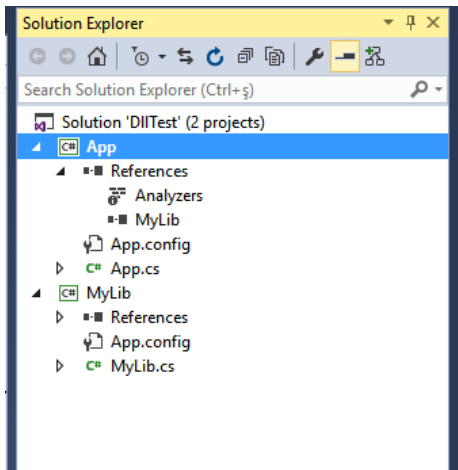 Solution Explorer
Search Solution Explorer (Ctrl+ş)
Solution 'DllTest' (2 projects)
C# App
References
Analyzers
MyLib
App.config
C# App.cs
C# MyLib
References
App.config
C# MyLib.cs